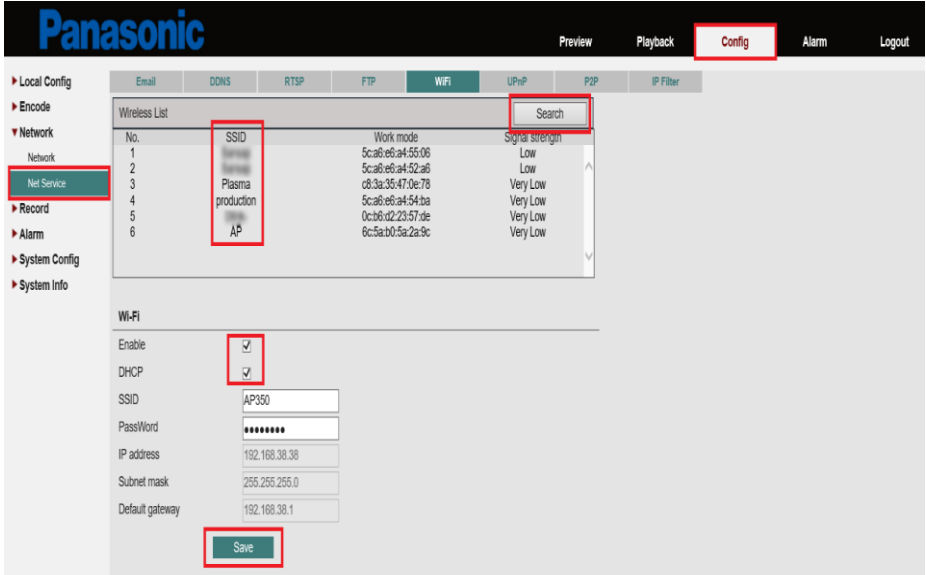 Panasonic
Preview Playback Config Alarm Logout
Local Config
Encode
Network
Network
Net Service
Record
Alarm
System Config
System Info
Email DDNS RTSP FTP WiFi UPnP P2P IP Filter
Wireless List Search
No. SSID Work mode Signal strength
1 5c:a6:e6:a4:55:06 Low
2 5c:a6:e6:a4:52:a6 Low
3 Plasma c8:3a:35:47:0e:78 Very Low
4 production 5c:a6:e6:a4:54:ba Very Low
5 0c:b6:d2:23:57:de Very Low
6 AP 6c:5a:b0:5a:2a:9c Very Low
Wi-Fi
Enable
DHCP
SSID AP350
PassWord ••••••••
IP address 192.168.38.38
Subnet mask 255.255.255.0
Default gateway 192.168.38.1
Save